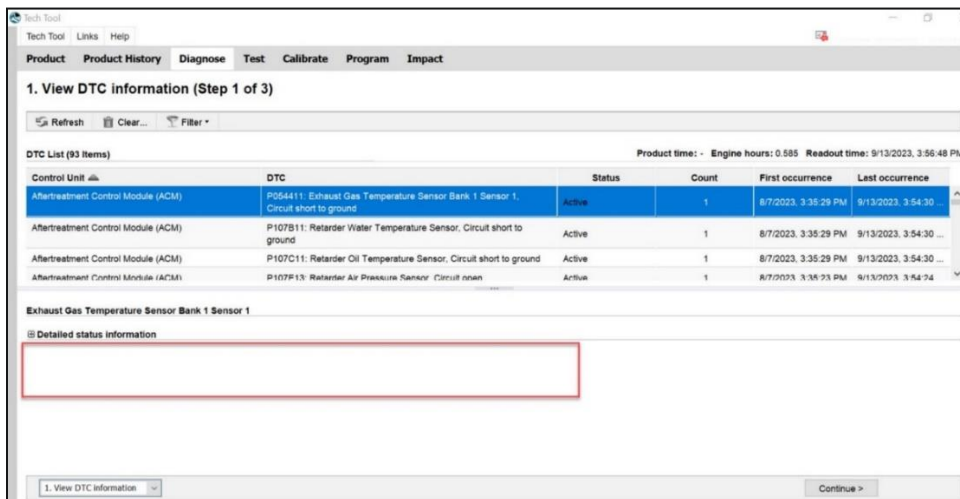 Tech Tool
Tech Tool Links Help
Product Product History Diagnose Test Calibrate Program Impact
1. View DTC information (Step 1 of 3)
Refresh Clear... Filter
DTC List (93 Items) Product time: - Engine hours: 0.585 Readout time: 9/13/2023, 3:56:48 PM
Control Unit DTC Status Count First occurrence Last occurrence
Aftertreatment Control Module (ACM) P054411: Exhaust Gas Temperature Sensor Bank 1 Sensor 1, Active 1 8/7/2023, 3:35:29 PM 9/13/2023, 3:54:30 ...
Circuit short to ground
Aftertreatment Control Module (ACM) P107B11: Retarder Water Temperature Sensor, Circuit short to Active 1 8/7/2023, 3:35:29 PM 9/13/2023, 3:54:30 ...
ground
Aftertreatment Control Module (ACM) P107C11: Retarder Oil Temperature Sensor, Circuit short to ground Active 1 8/7/2023, 3:35:29 PM 9/13/2023, 3:54:30 ...
Aftertreatment Control Module (ACM) P107F13: Retarder Air Pressure Sensor, Circuit open Active 1 8/7/2023, 3:35:23 PM 9/13/2023, 3:54:24
Exhaust Gas Temperature Sensor Bank 1 Sensor 1
Detailed status information
1. View DTC information Continue >